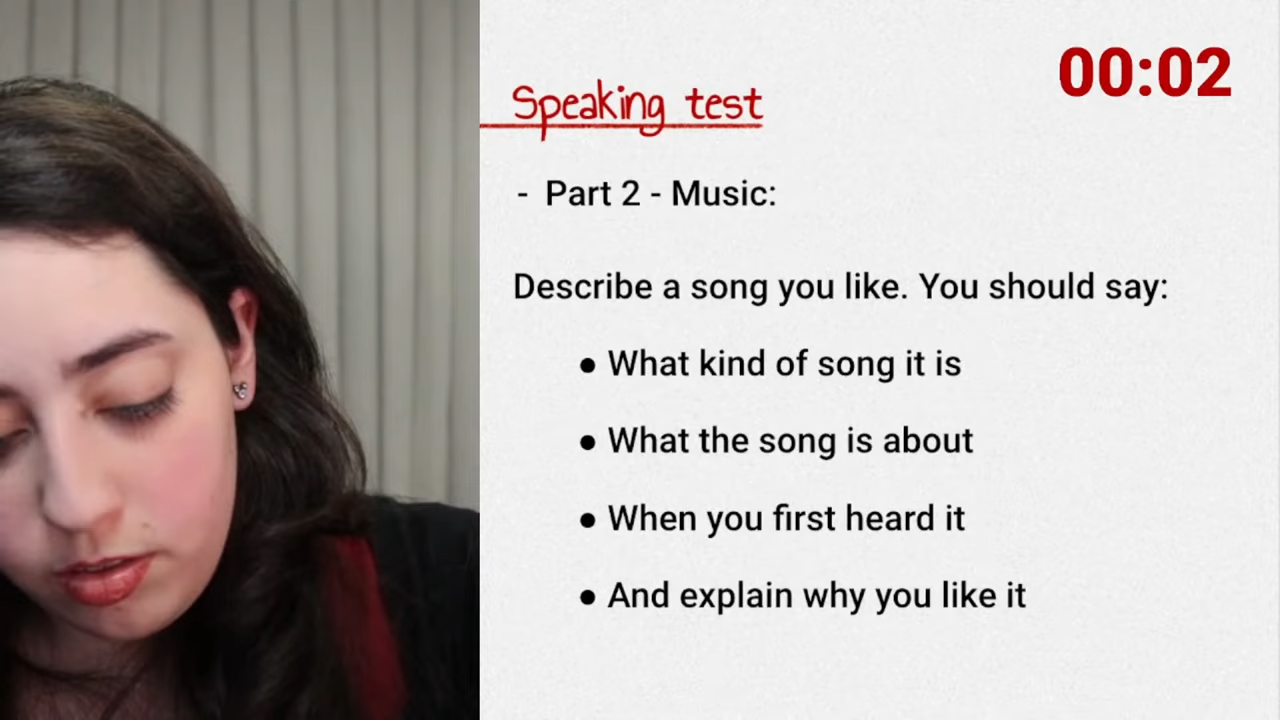 00:02
Speaking test
- Part 2 - Music:
Describe a song you like. You should say:
● What kind of song it is
● What the song is about
● When you first heard it
● And explain why you like it